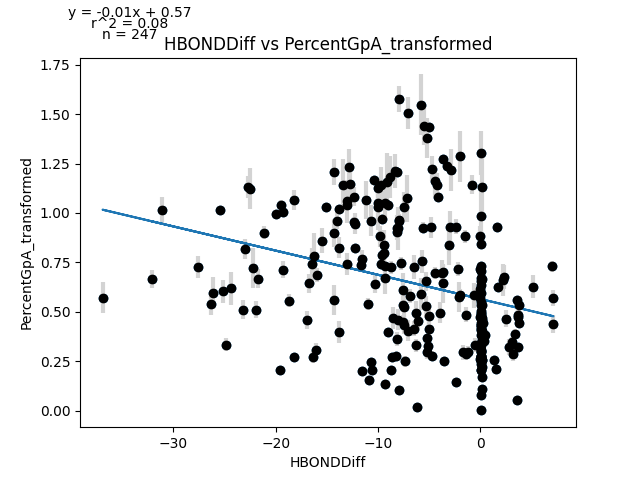 y = -0.01x + 0.57
r^2 = 0.08
n = 247
HBONDDiff vs PercentGpA_transformed
1.75
1.50
1.25
1.00
0.75
0.50
0.25
0.00
PercentGpA_transformed
−30 −20 −10 0
HBONDDiff